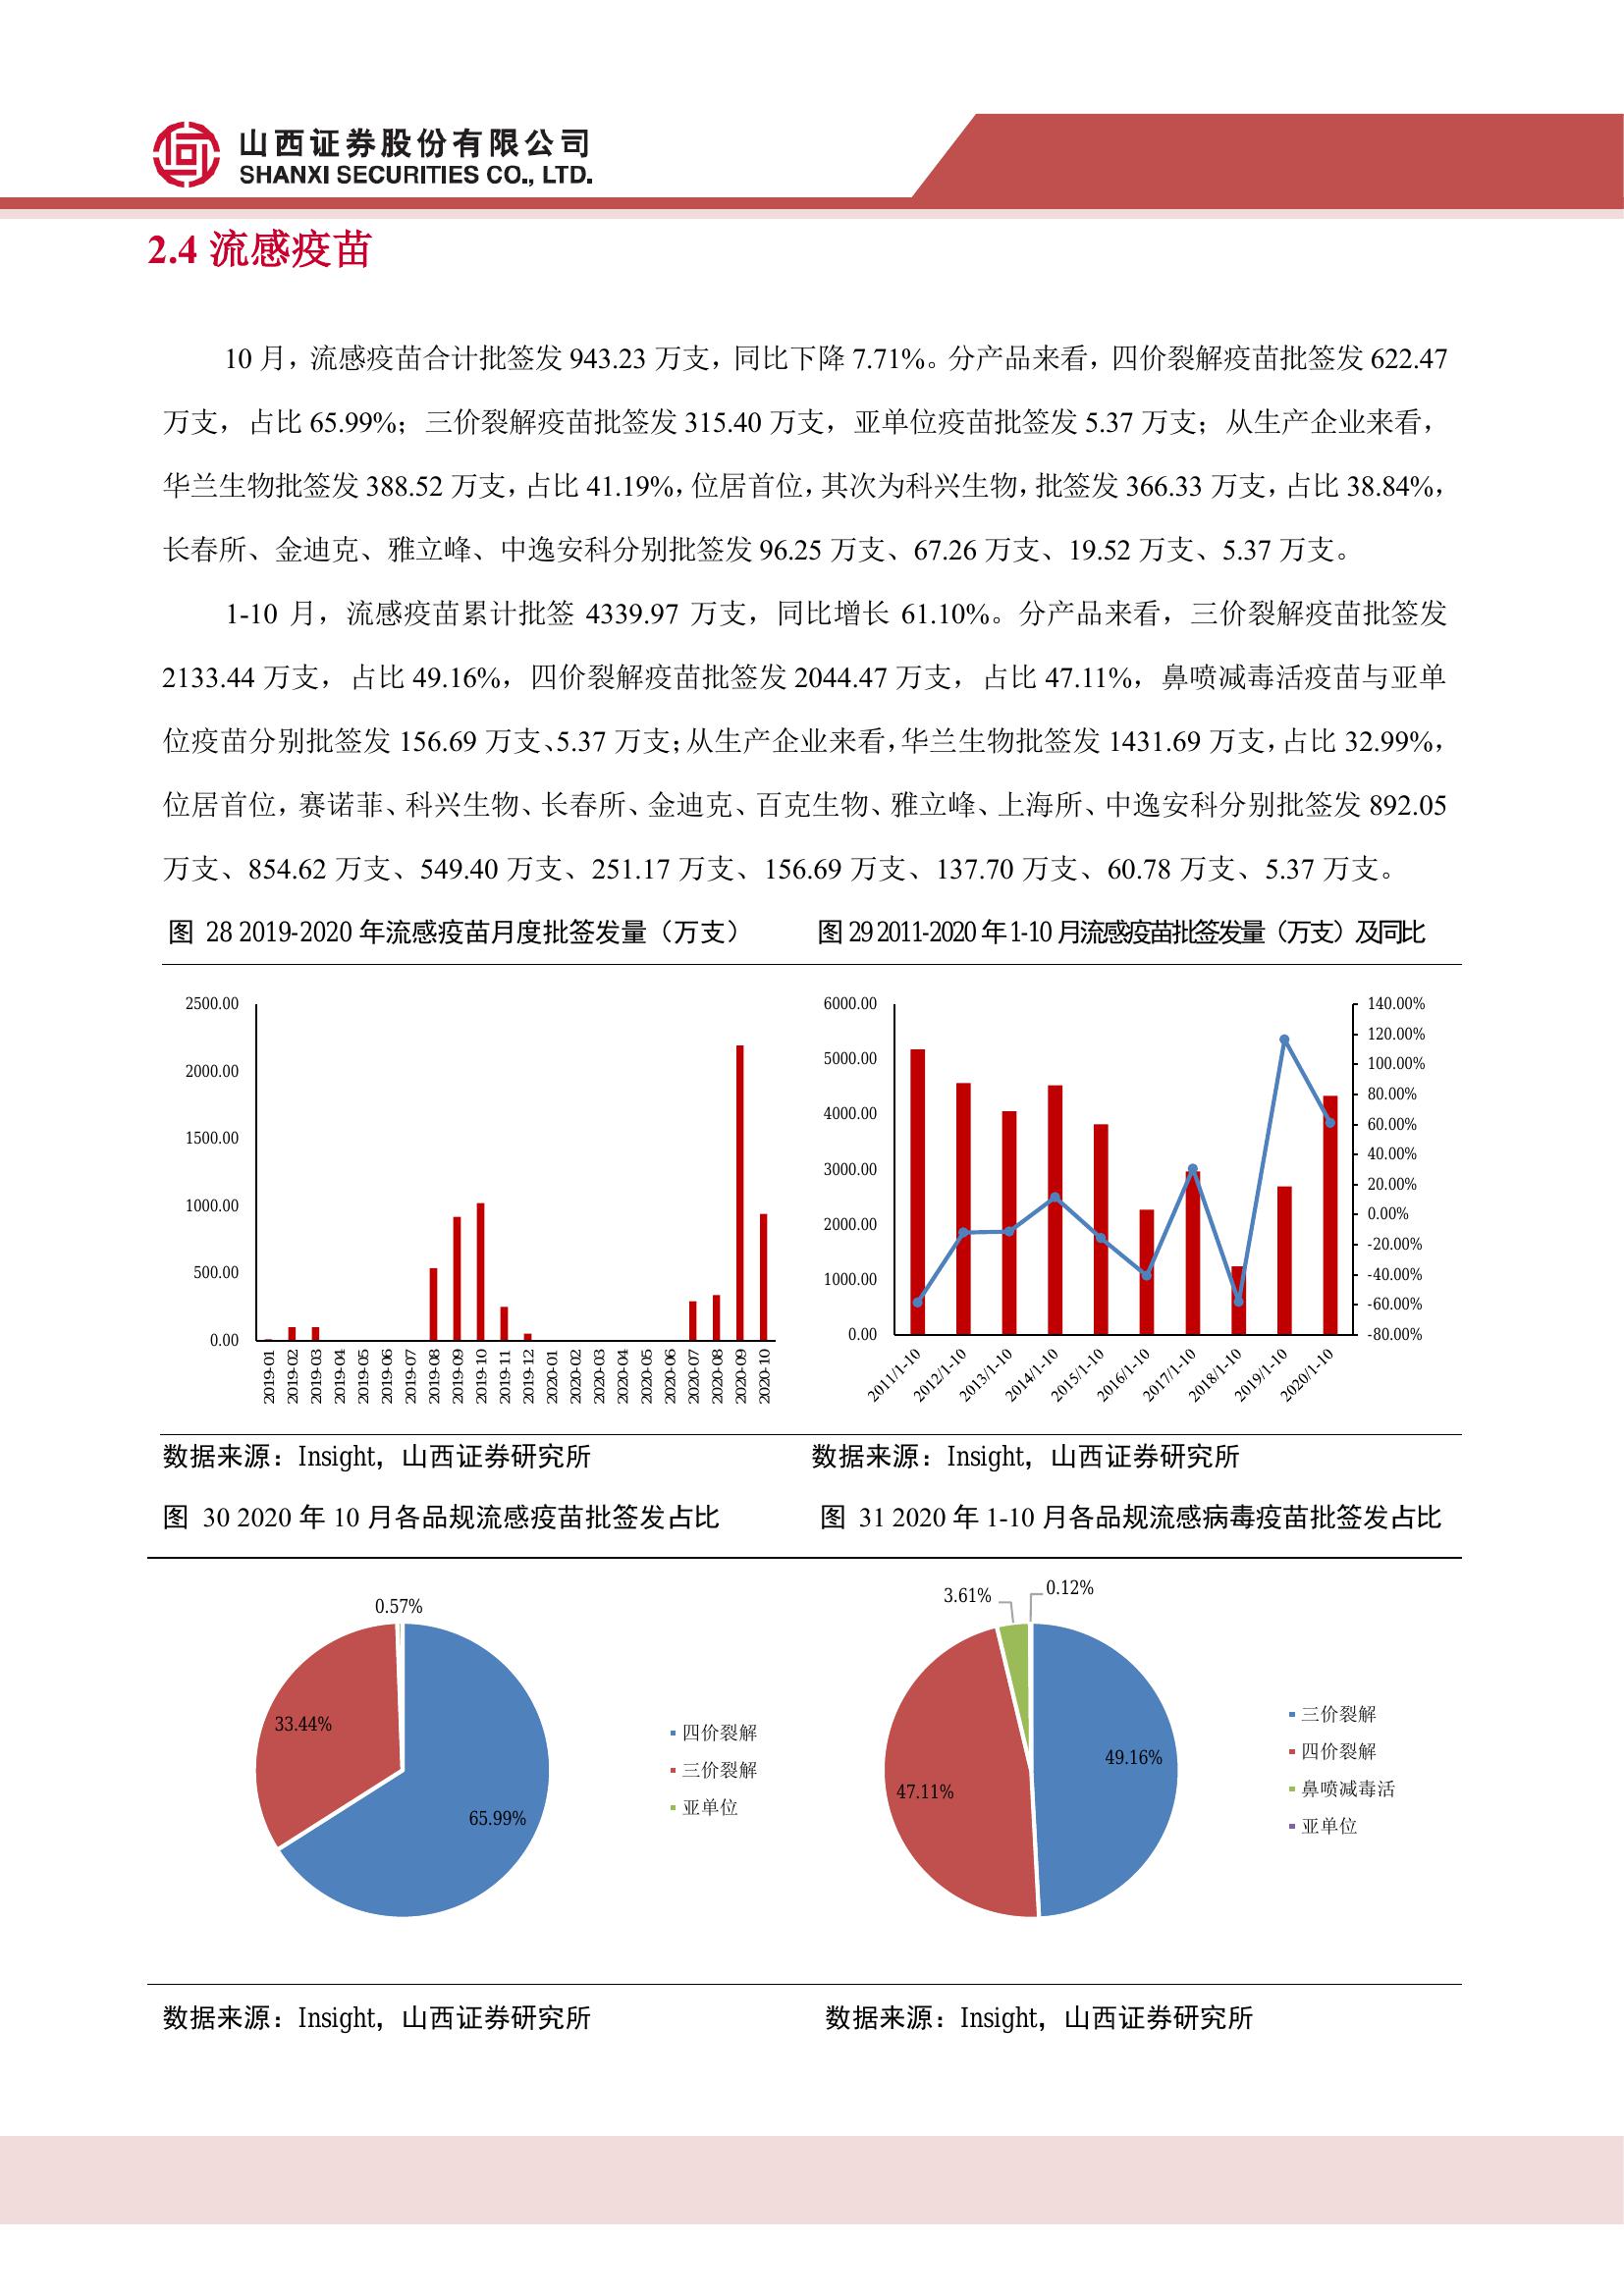 山西证券股份有限公司
SHANXI SECURITIES CO., LTD.
2.4 流感疫苗
10 月，流感疫苗合计批签发 943.23 万支，同比下降 7.71%。分产品来看，四价裂解疫苗批签发 622.47
万支，占比 65.99%；三价裂解疫苗批签发 315.40 万支，亚单位疫苗批签发 5.37 万支；从生产企业来看，
华兰生物批签发 388.52 万支，占比 41.19%，位居首位，其次为科兴生物，批签发 366.33 万支，占比 38.84%，
长春所、金迪克、雅立峰、中逸安科分别批签发 96.25 万支、67.26 万支、19.52 万支、5.37 万支。
1-10 月，流感疫苗累计批签 4339.97 万支，同比增长 61.10%。分产品来看，三价裂解疫苗批签发
2133.44 万支，占比 49.16%，四价裂解疫苗批签发 2044.47 万支，占比 47.11%，鼻喷减毒活疫苗与亚单
位疫苗分别批签发 156.69 万支、5.37 万支；从生产企业来看，华兰生物批签发 1431.69 万支，占比 32.99%，
位居首位，赛诺菲、科兴生物、长春所、金迪克、百克生物、雅立峰、上海所、中逸安科分别批签发 892.05
万支、854.62 万支、549.40 万支、251.17 万支、156.69 万支、137.70 万支、60.78 万支、5.37 万支。
图 28 2019-2020 年流感疫苗月度批签发量（万支）
2500.00
2000.00
1500.00
1000.00
500.00
0.00
2019-01
2019-02
2019-03
2019-04
2019-05
2019-06
2019-07
2019-08
2019-09
2019-10
2019-11
2019-12
2020-01
2020-02
2020-03
2020-04
2020-05
2020-06
2020-07
2020-08
2020-09
2020-10
数据来源：Insight，山西证券研究所
图 29 2011-2020 年 1-10 月流感疫苗批签发量（万支）及同比
6000.00
5000.00
4000.00
3000.00
2000.00
1000.00
0.00
140.00%
120.00%
100.00%
80.00%
60.00%
40.00%
20.00%
0.00%
-20.00%
-40.00%
-60.00%
-80.00%
2011/1-10
2012/1-10
2013/1-10
2014/1-10
2015/1-10
2016/1-10
2017/1-10
2018/1-10
2019/1-10
2020/1-10
数据来源：Insight，山西证券研究所
图 30 2020 年 10 月各品规流感疫苗批签发占比
0.57%
33.44%
65.99%
四价裂解
三价裂解
亚单位
数据来源：Insight，山西证券研究所
图 31 2020 年 1-10 月各品规流感病毒疫苗批签发占比
3.61%
0.12%
49.16%
47.11%
三价裂解
四价裂解
鼻喷减毒活
亚单位
数据来源：Insight，山西证券研究所